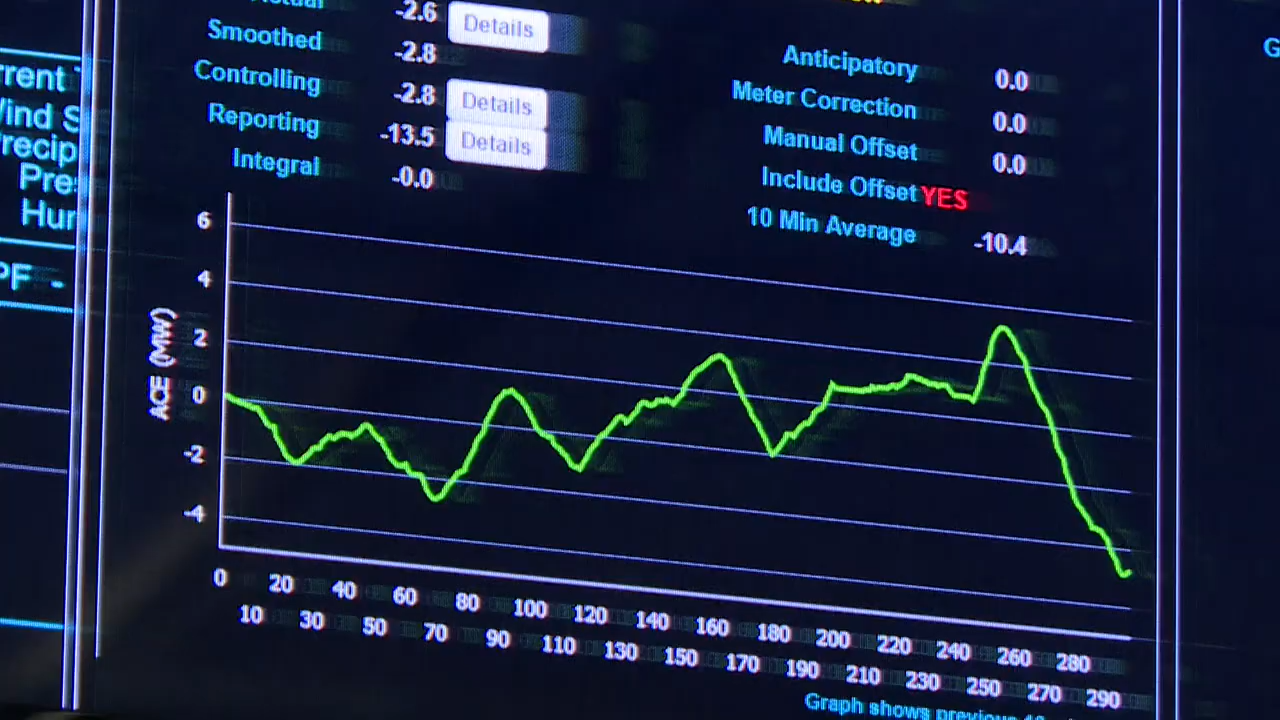 -2.6 Details
Smoothed -2.8
Controlling -2.8 Details
Reporting -13.5 Details
Integral -0.0
Anticipatory 0.0
Meter Correction 0.0
Manual Offset 0.0
Include Offset YES
10 Min Average -10.4
6
4
2
0
-2
-4
ACE (MW)
0 20 40 60 80 100 120 140 160 180 200 220 240 260 280
10 30 50 70 90 110 130 150 170 190 210 230 250 270 290
Graph shows previous